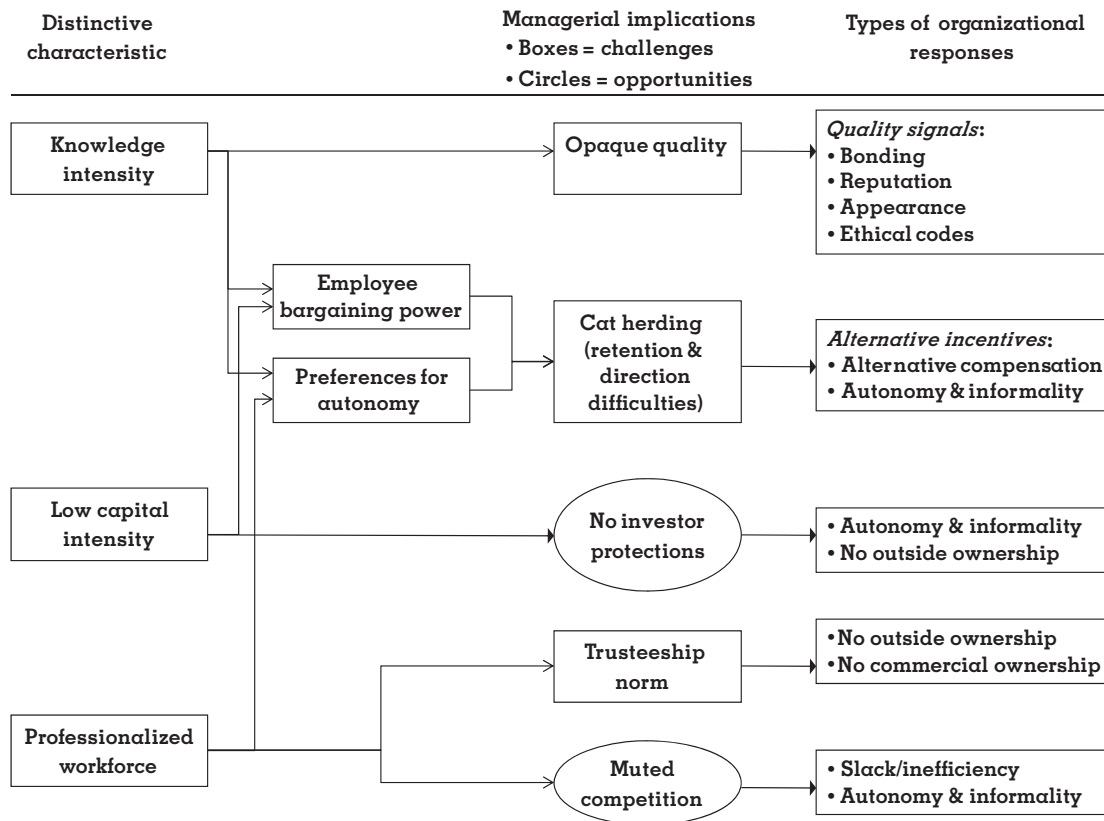 Distinctive
characteristic
Managerial implications
• Boxes = challenges
• Circles = opportunities
Types of organizational
responses
Knowledge
intensity
Opaque quality
Quality signals:
• Bonding
• Reputation
• Appearance
• Ethical codes
Employee
bargaining power
Preferences for
autonomy
Cat herding
(retention &
direction
difficulties)
Alternative incentives:
• Alternative compensation
• Autonomy & informality
Low capital
intensity
No investor
protections
• Autonomy & informality
• No outside ownership
Trusteeship
norm
• No outside ownership
• No commercial ownership
Professionalized
workforce
Muted
competition
• Slack/inefficiency
• Autonomy & informality